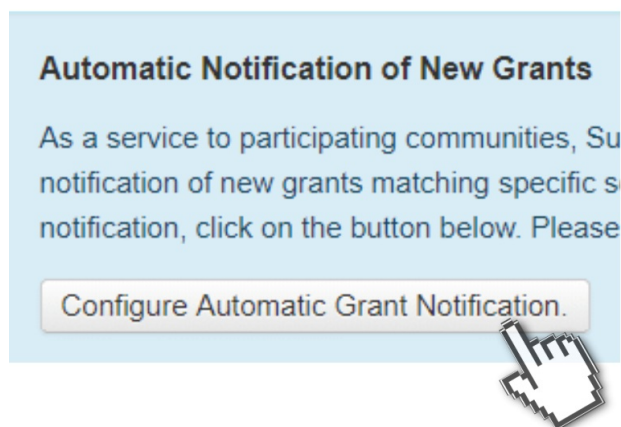 Automatic Notification of New Grants
As a service to participating communities, Su
notification of new grants matching specific s
notification, click on the button below. Please
Configure Automatic Grant Notification.